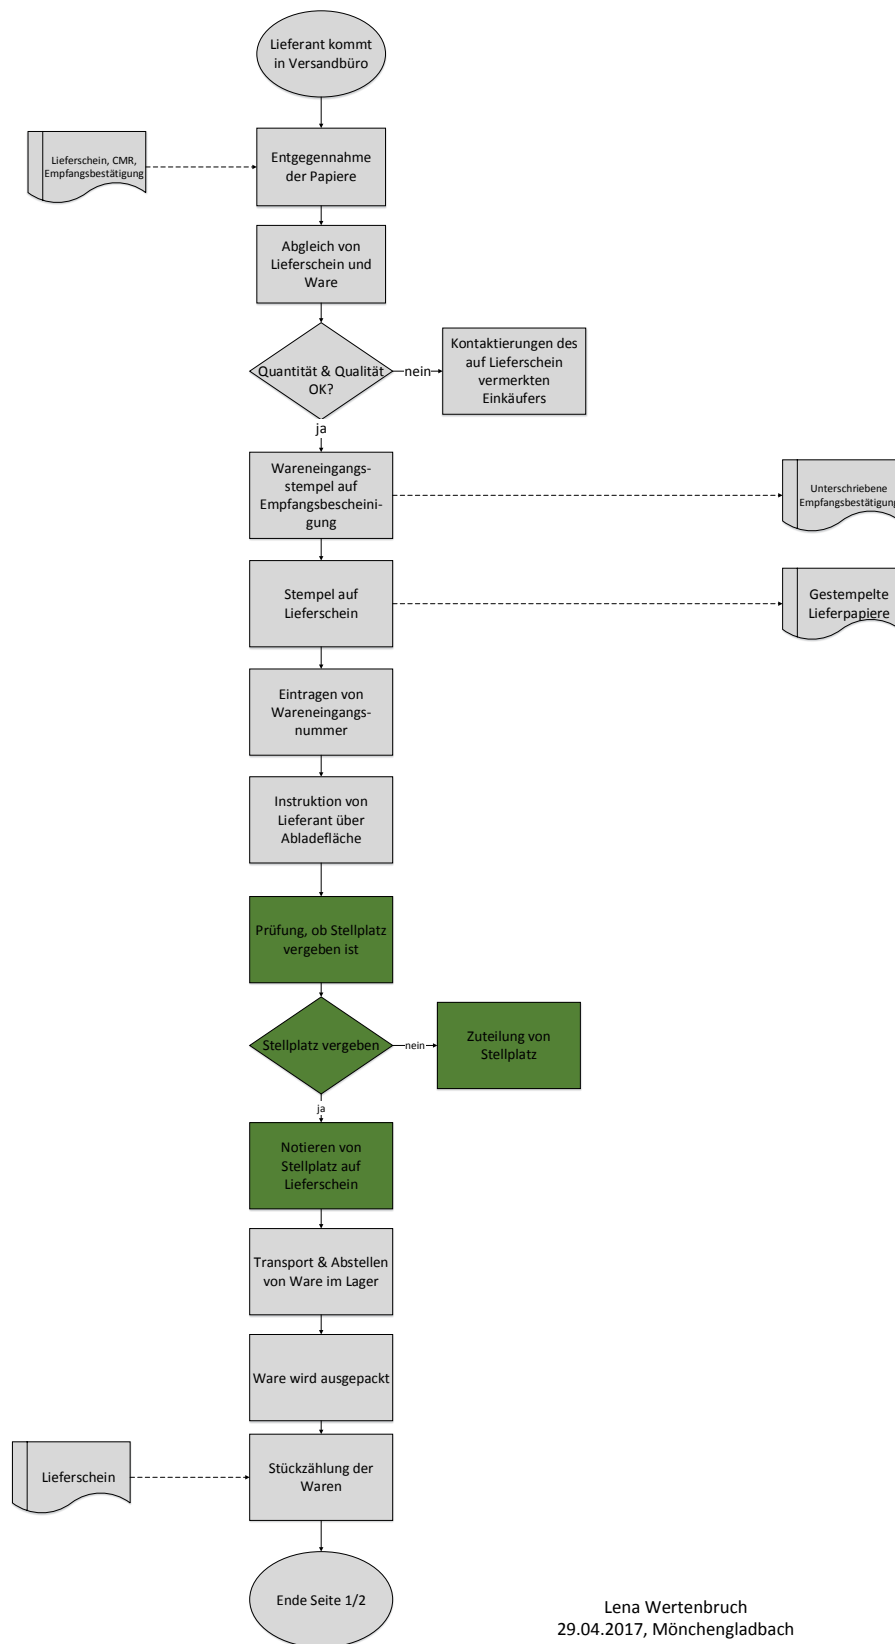 Lieferant kommt
in Versandbüro
Lieferschein, CMR,
Empfangsbestätigung
Entgegennahme
der Papiere
Abgleich von
Lieferschein und
Ware
Quantität & Qualität
OK?
nein
Kontaktierungen des
auf Lieferschein
vermerkten
Einkäufers
ja
Wareneingangs-
stempel auf
Empfangsbescheini-
gung
Unterschriebene
Empfangsbestätigung
Stempel auf
Lieferschein
Gestempelte
Lieferpapiere
Eintragen von
Wareneingangs-
nummer
Instruktion von
Lieferant über
Abladefläche
Prüfung, ob Stellplatz
vergeben ist
Stellplatz vergeben
nein
Zuteilung von
Stellplatz
ja
Notieren von
Stellplatz auf
Lieferschein
Transport & Abstellen
von Ware im Lager
Ware wird ausgepackt
Lieferschein
Stückzählung der
Waren
Ende Seite 1/2
Lena Wertenbruch
29.04.2017, Mönchengladbach